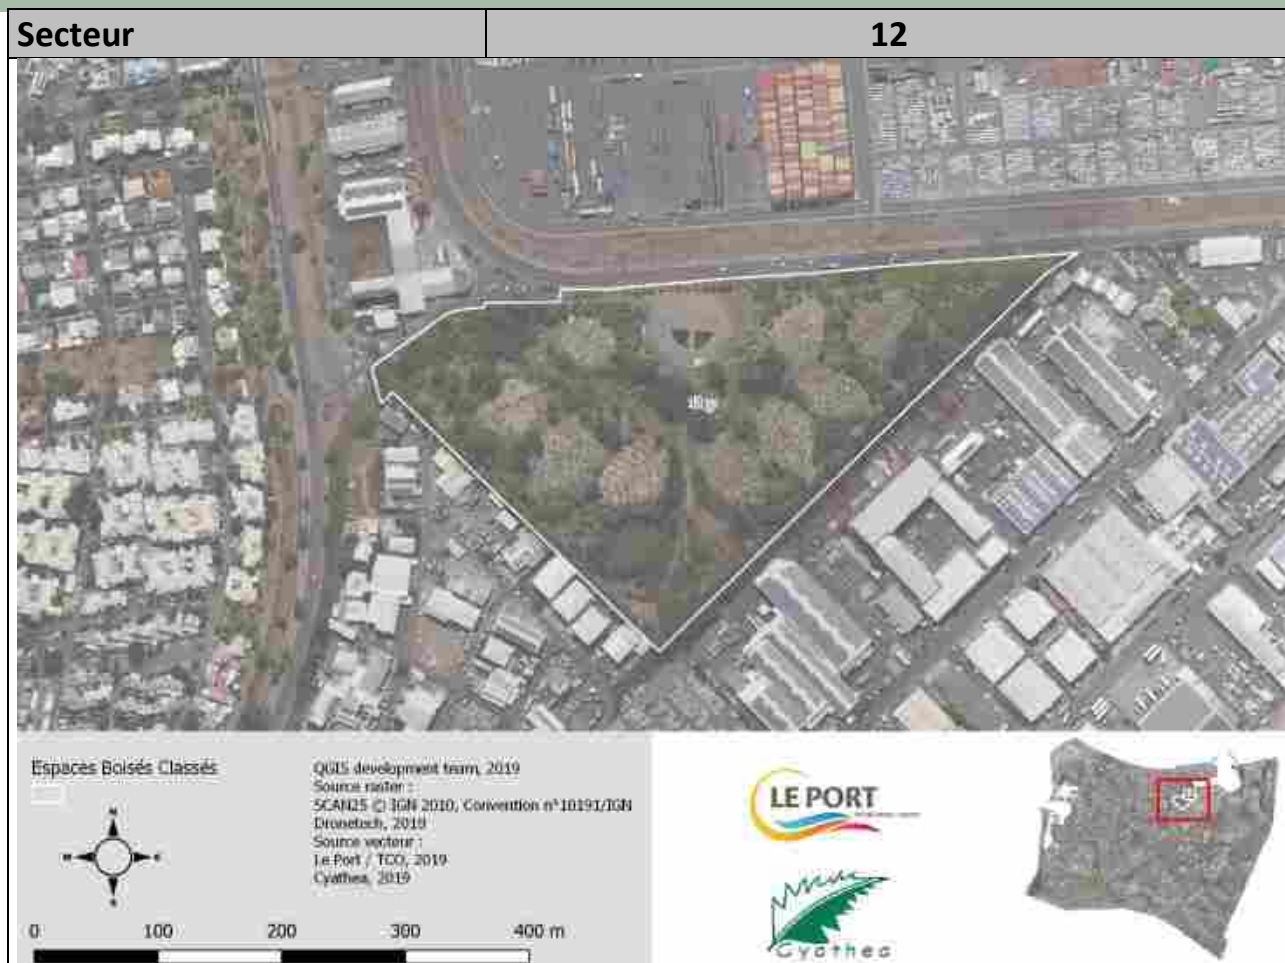 Secteur 12
Espaces Boisés Classés
QGIS development team, 2019
Source raster :
SCAN25 © IGN 2010, Convention n°10191/IGN
Dronetech, 2019
Source vecteur :
Le Port / TCO, 2019
Cyathea, 2019
N
S
0 100 200 300 400 m
LE PORT
Cyathea